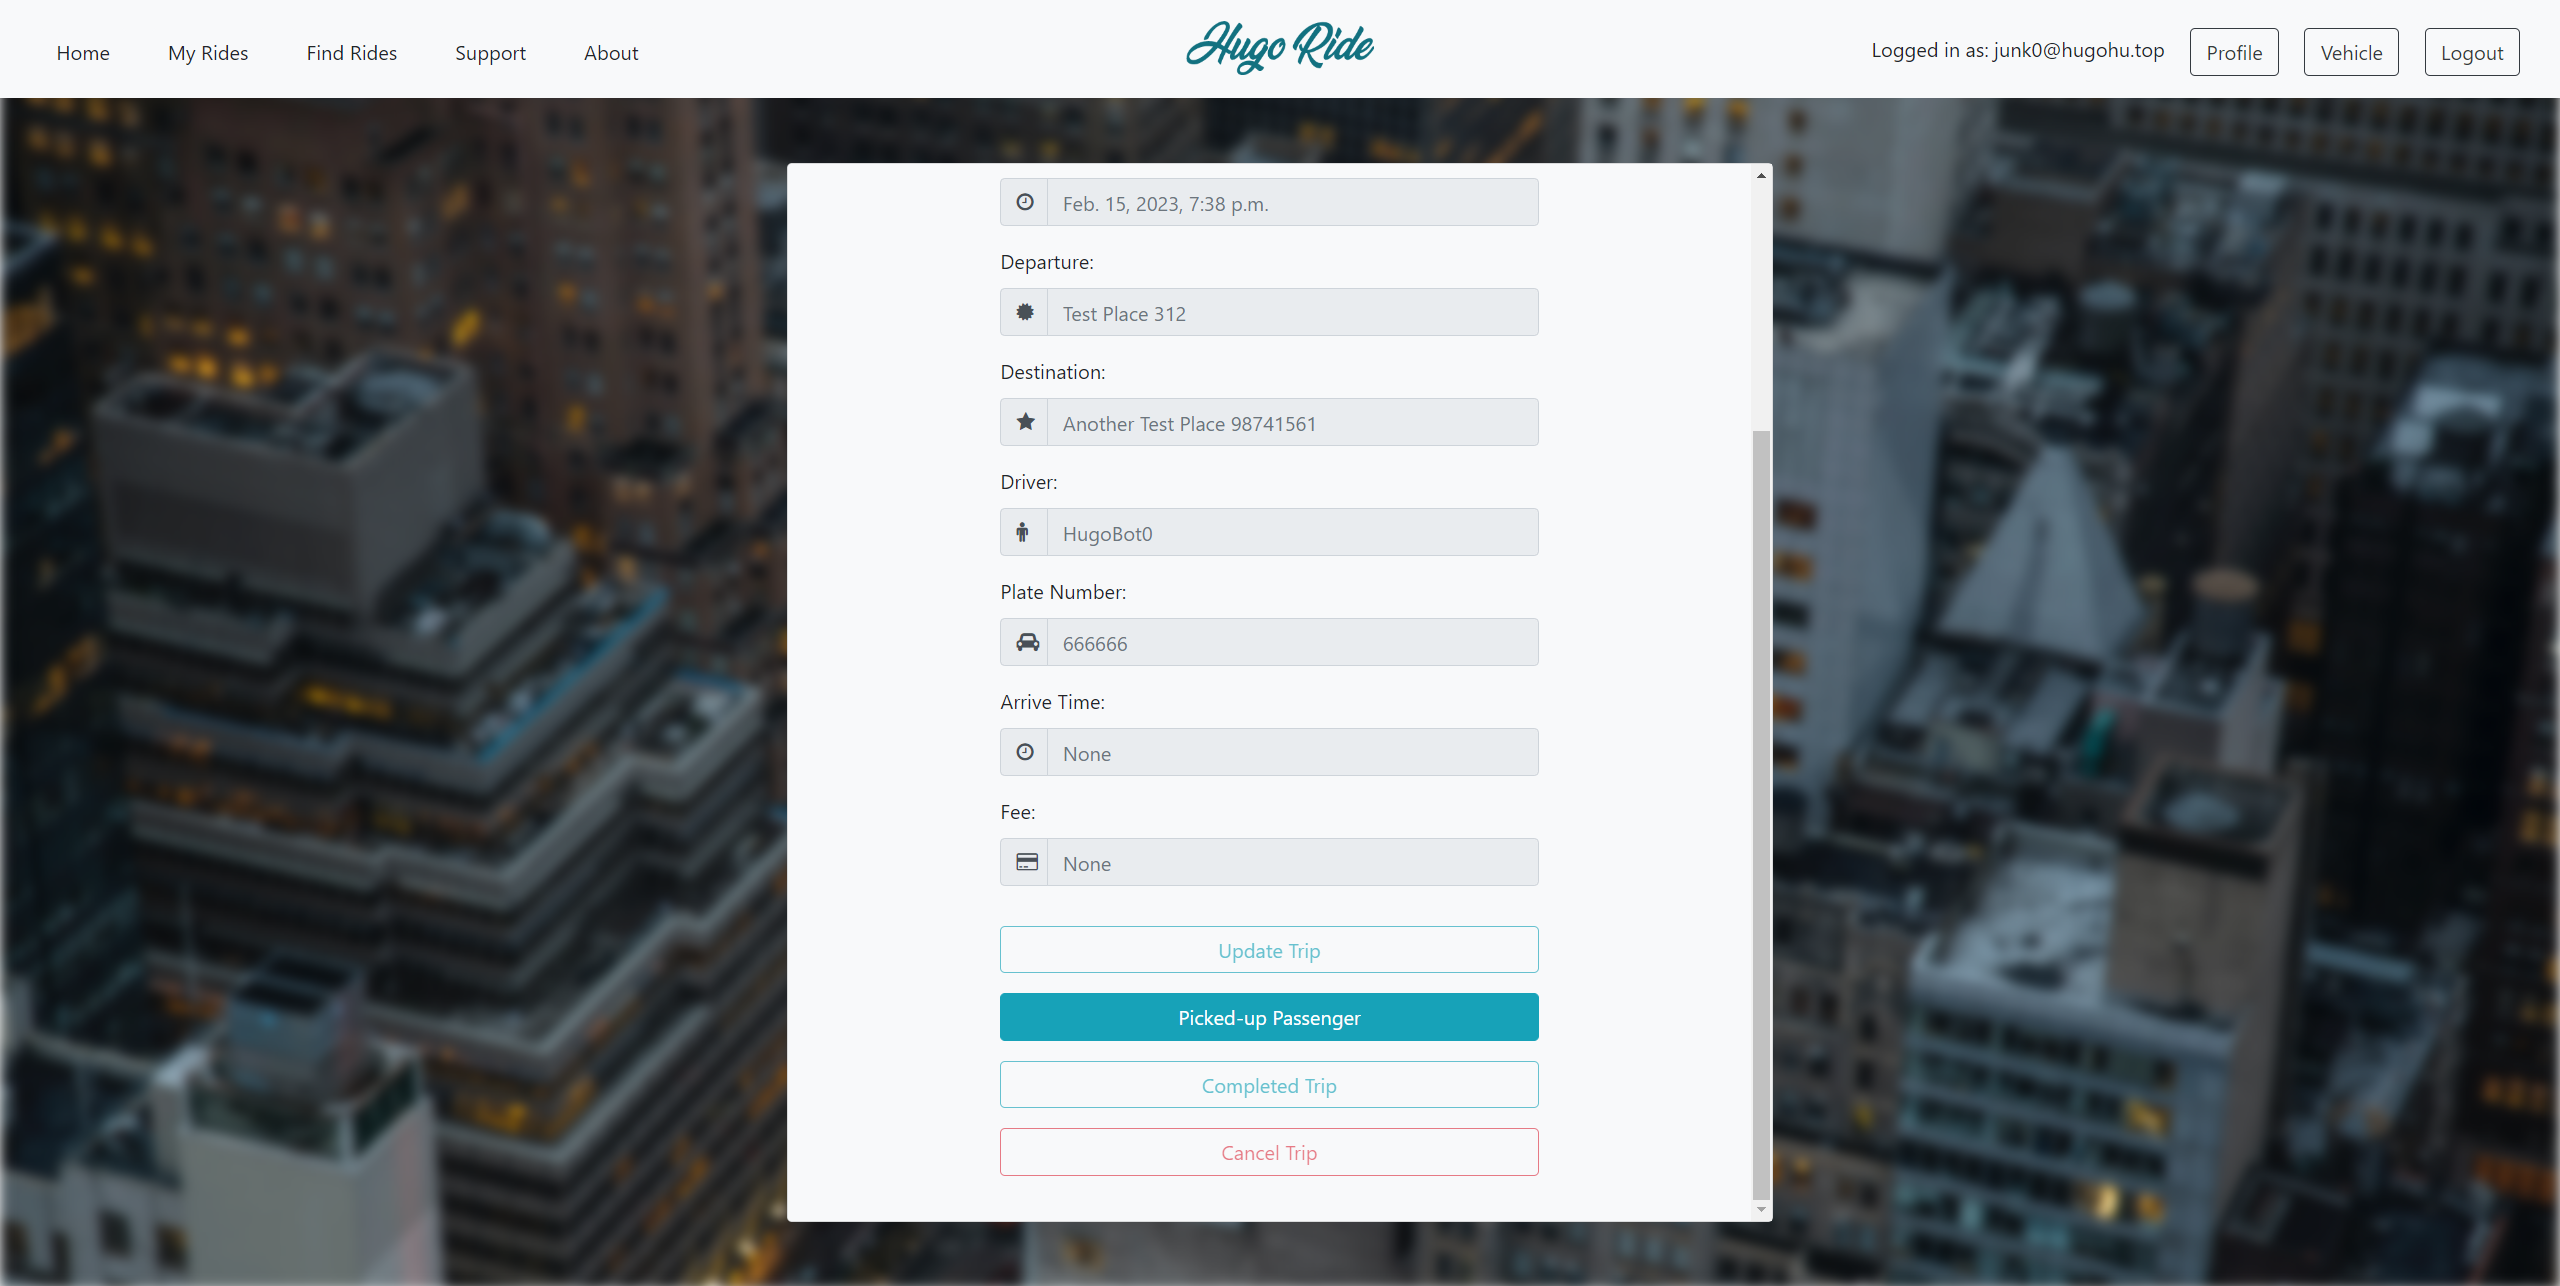 Home
My Rides
Find Rides
Support
About
Hugo Ride
Logged in as: junk0@hugohu.top
Profile
Vehicle
Logout
Feb. 15, 2023, 7:38 p.m.
Departure:
Test Place 312
Destination:
Another Test Place 98741561
Driver:
HugoBot0
Plate Number:
666666
Arrive Time:
None
Fee:
None
Update Trip
Picked-up Passenger
Completed Trip
Cancel Trip